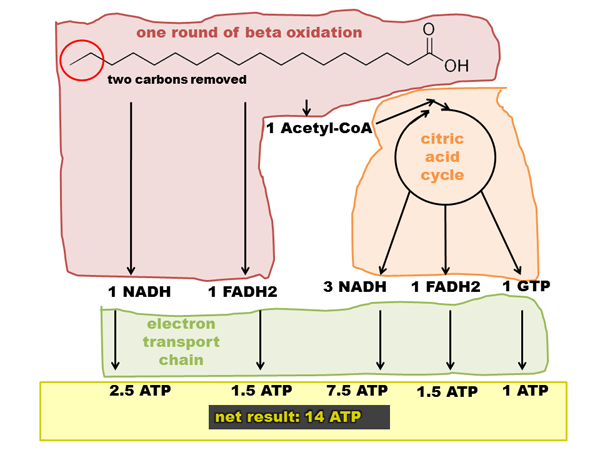 one round of beta oxidation
O
OH
two carbons removed
1 Acetyl-CoA
citric
acid
cycle
1 NADH 1 FADH2 3 NADH 1 FADH2 1 GTP
electron
transport
chain
2.5 ATP 1.5 ATP 7.5 ATP 1.5 ATP 1 ATP
net result: 14 ATP